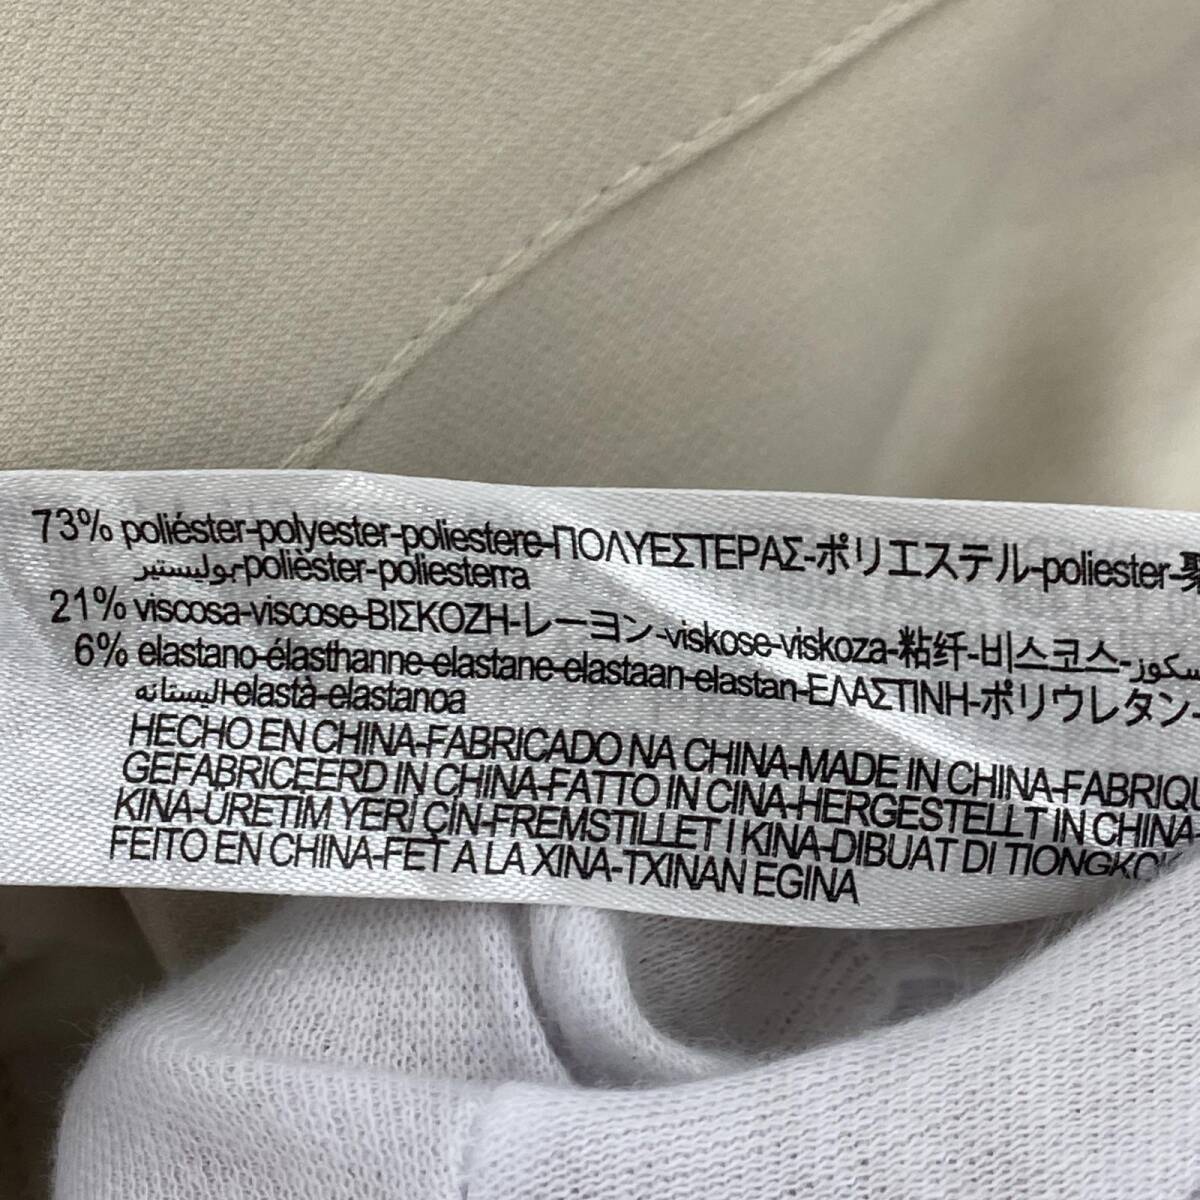 73% poliéster-polyester-poliestere-ΠΟΛΥΕΣΤΕΡΑΣ-ポリエステル-poliester-聚
بوليستير-polièster-poliesterra
21% viscosa-viscose-ΒΙΣΚΟΖΗ-レーヨン-viskose-viskoza-粘纤-비스코스-
6% elastano-élasthanne-elastane-elastaan-elastan-ΕΛΑΣΤΙΝΗ-ポリウレタン-
اليستانه-elastà-elastanoa
HECHO EN CHINA-FABRICADO NA CHINA-MADE IN CHINA-FABRIQU
GEFABRICEERD IN CHINA-FATTO IN CINA-HERGESTELLT IN CHINA
KINA-ÜRETİM YERİ ÇİN-FREMSTILLET I KINA-DIBUAT DI TIONGKO
FEITO EN CHINA-FET A LA XINA-TXINAN EGINA